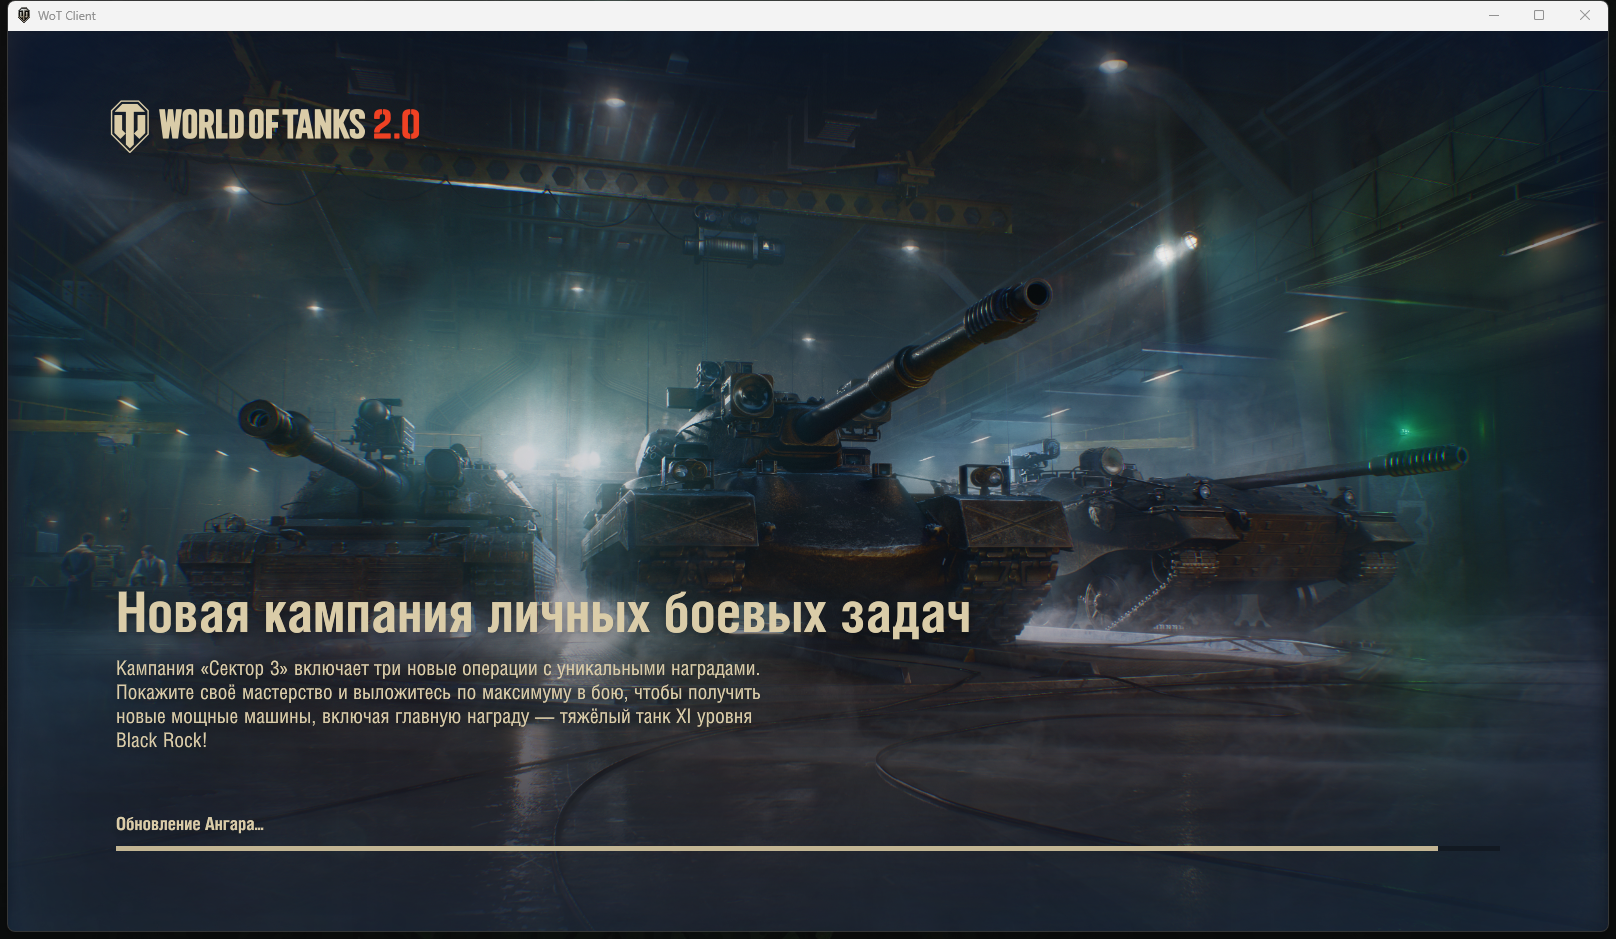 WoT Client
WORLD OF TANKS 2.0
Новая кампания личных боевых задач
Кампания «Сектор 3» включает три новые операции с уникальными наградами.
Покажите своё мастерство и выложитесь по максимуму в бою, чтобы получить
новые мощные машины, включая главную награду — тяжёлый танк XI уровня
Black Rock!
Обновление Ангара...